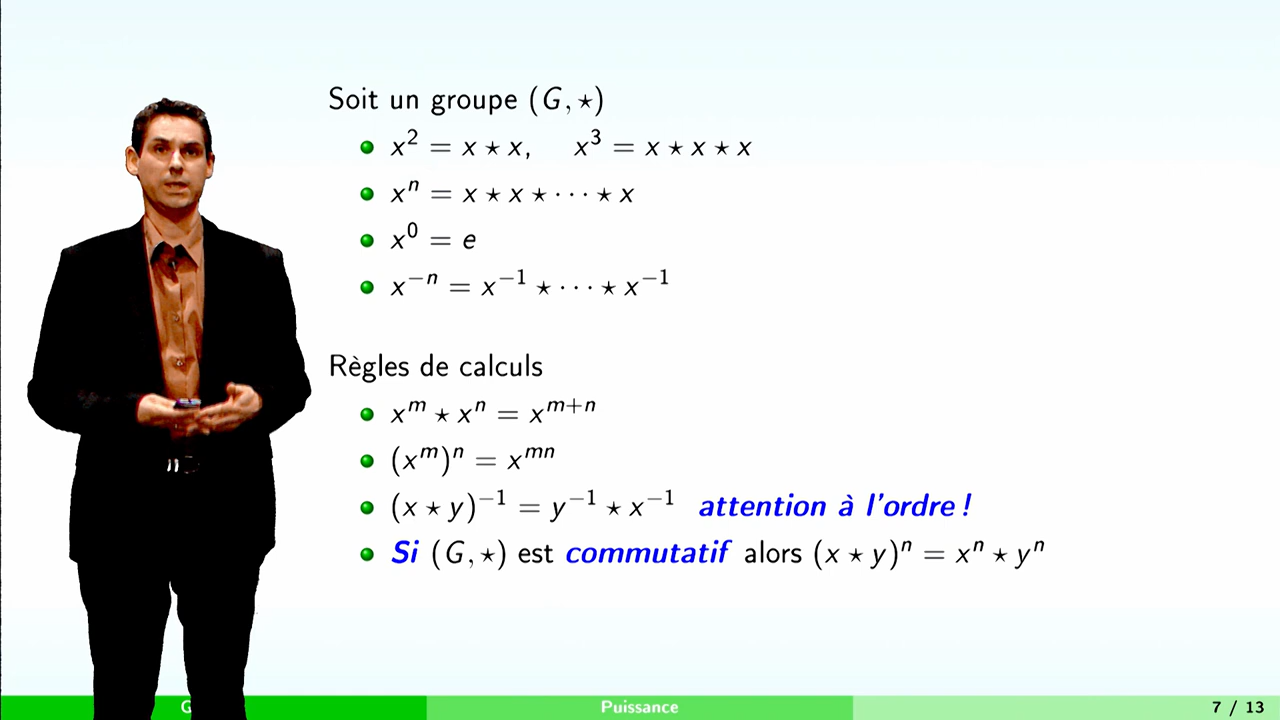 Soit un groupe (G, ⋆)
x² = x ⋆ x, x³ = x ⋆ x ⋆ x
xⁿ = x ⋆ x ⋆ ··· ⋆ x
x⁰ = e
x⁻ⁿ = x⁻¹ ⋆ ··· ⋆ x⁻¹
Règles de calculs
xᵐ ⋆ xⁿ = xᵐ⁺ⁿ
(xᵐ)ⁿ = xᵐⁿ
(x ⋆ y)⁻¹ = y⁻¹ ⋆ x⁻¹ attention à l'ordre !
Si (G, ⋆) est commutatif alors (x ⋆ y)ⁿ = xⁿ ⋆ yⁿ
Puissance 7 / 13